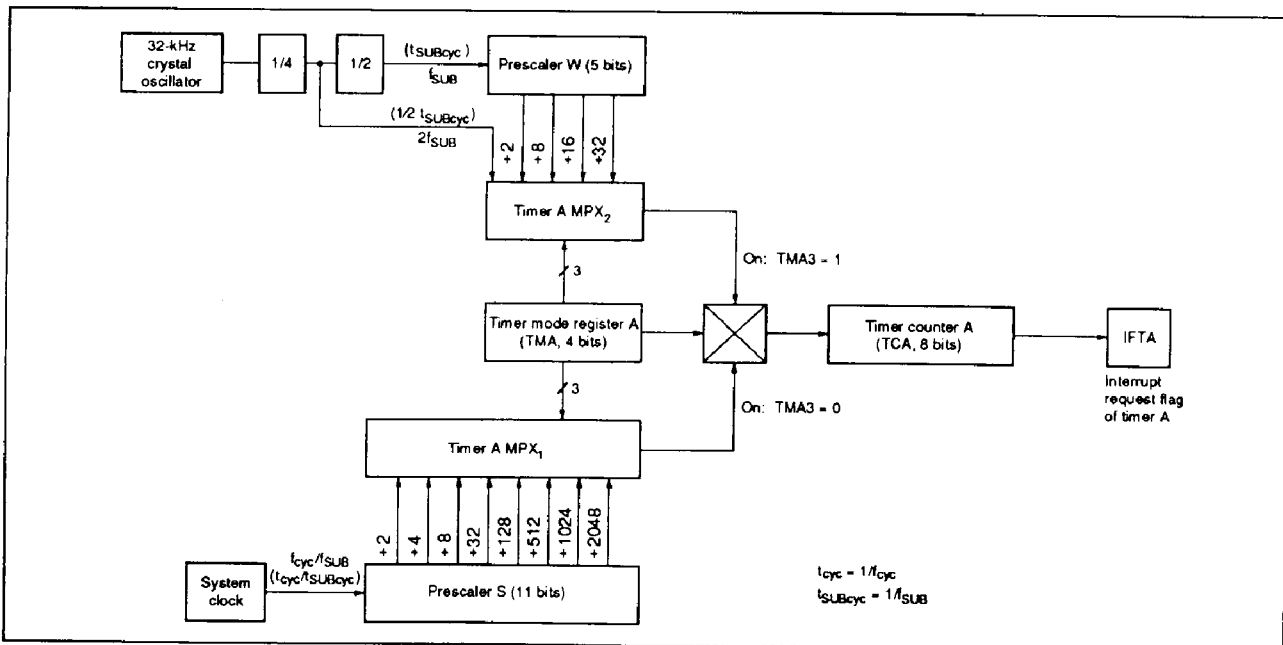 32-kHz
crystal
oscillator
1/4
1/2
(tSUBcyc)
fSUB
Prescaler W (5 bits)
(1/2 tSUBcyc)
2fSUB
÷2
÷8
÷16
÷32
Timer A MPX2
3
On: TMA3 = 1
Timer mode register A
(TMA, 4 bits)
Timer counter A
(TCA, 8 bits)
IFTA
Interrupt
request flag
of timer A
3
On: TMA3 = 0
Timer A MPX1
÷2
÷4
÷8
÷32
÷128
÷512
÷1024
÷2048
System
clock
fcyc/fSUB
(tcyc/tSUBcyc)
Prescaler S (11 bits)
tcyc = 1/fcyc
tSUBcyc = 1/fSUB